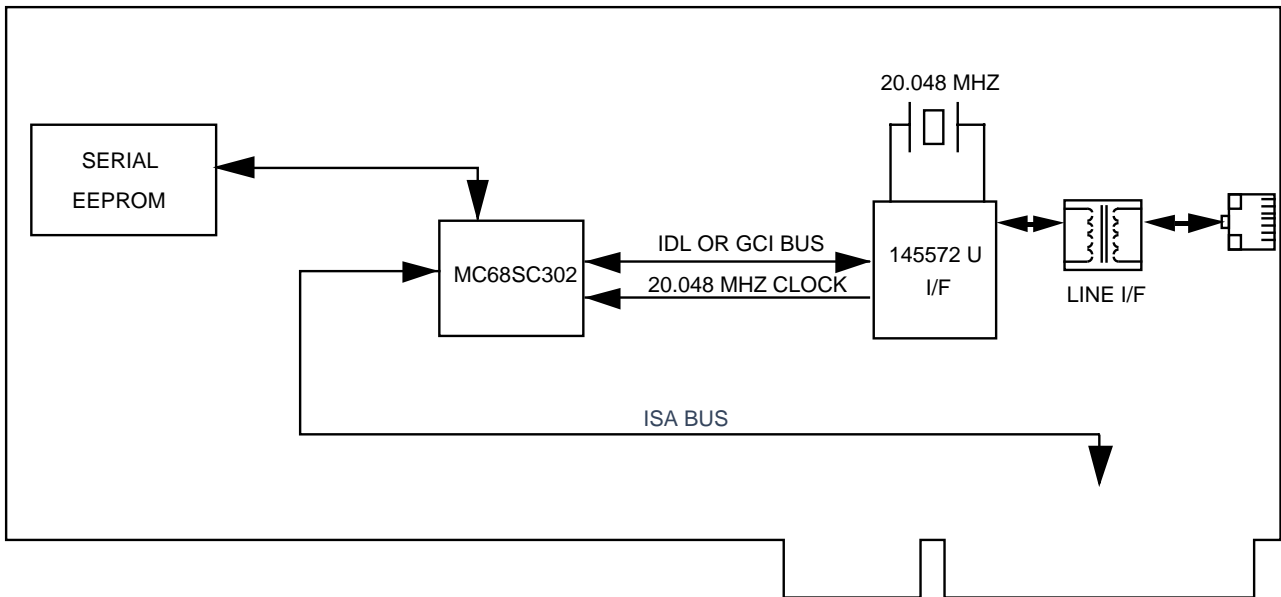 20.048 MHZ
SERIAL
EEPROM
IDL OR GCI BUS
MC68SC302
20.048 MHZ CLOCK
145572 U
I/F
LINE I/F
ISA BUS